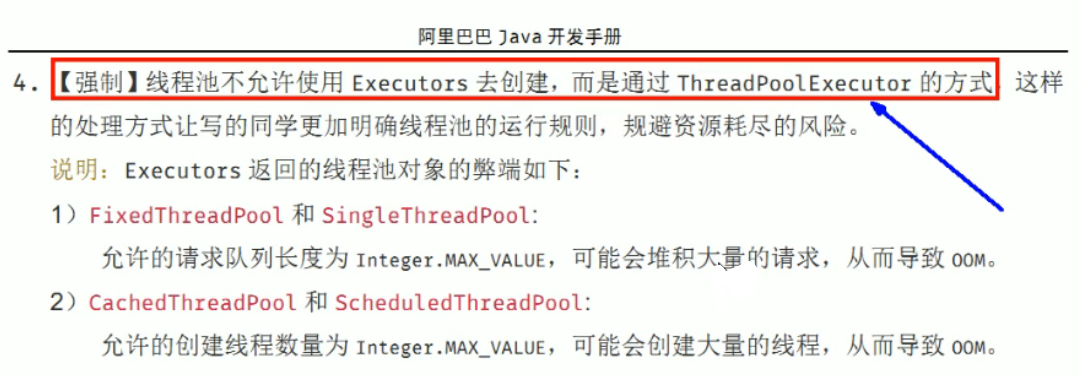 阿里巴巴 Java 开发手册
4. 【强制】线程池不允许使用 Executors 去创建，而是通过 ThreadPoolExecutor 的方式，这样
的处理方式让写的同学更加明确线程池的运行规则，规避资源耗尽的风险。
说明：Executors 返回的线程池对象的弊端如下：
1）FixedThreadPool 和 SingleThreadPool:
允许的请求队列长度为 Integer.MAX_VALUE，可能会堆积大量的请求，从而导致 OOM。
2）CachedThreadPool 和 ScheduledThreadPool:
允许的创建线程数量为 Integer.MAX_VALUE，可能会创建大量的线程，从而导致 OOM。